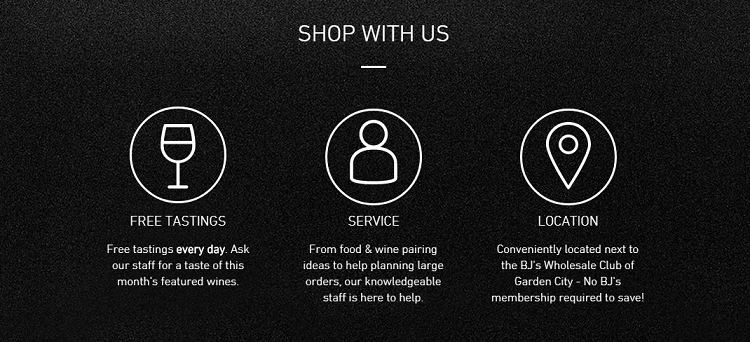 SHOP WITH US
FREE TASTINGS
Free tastings every day. Ask
our staff for a taste of this
month's featured wines.
SERVICE
From food & wine pairing
ideas to help planning large
orders, our knowledgeable
staff is here to help.
LOCATION
Conveniently located next to
the BJ's Wholesale Club of
Garden City - No BJ's
membership required to save!